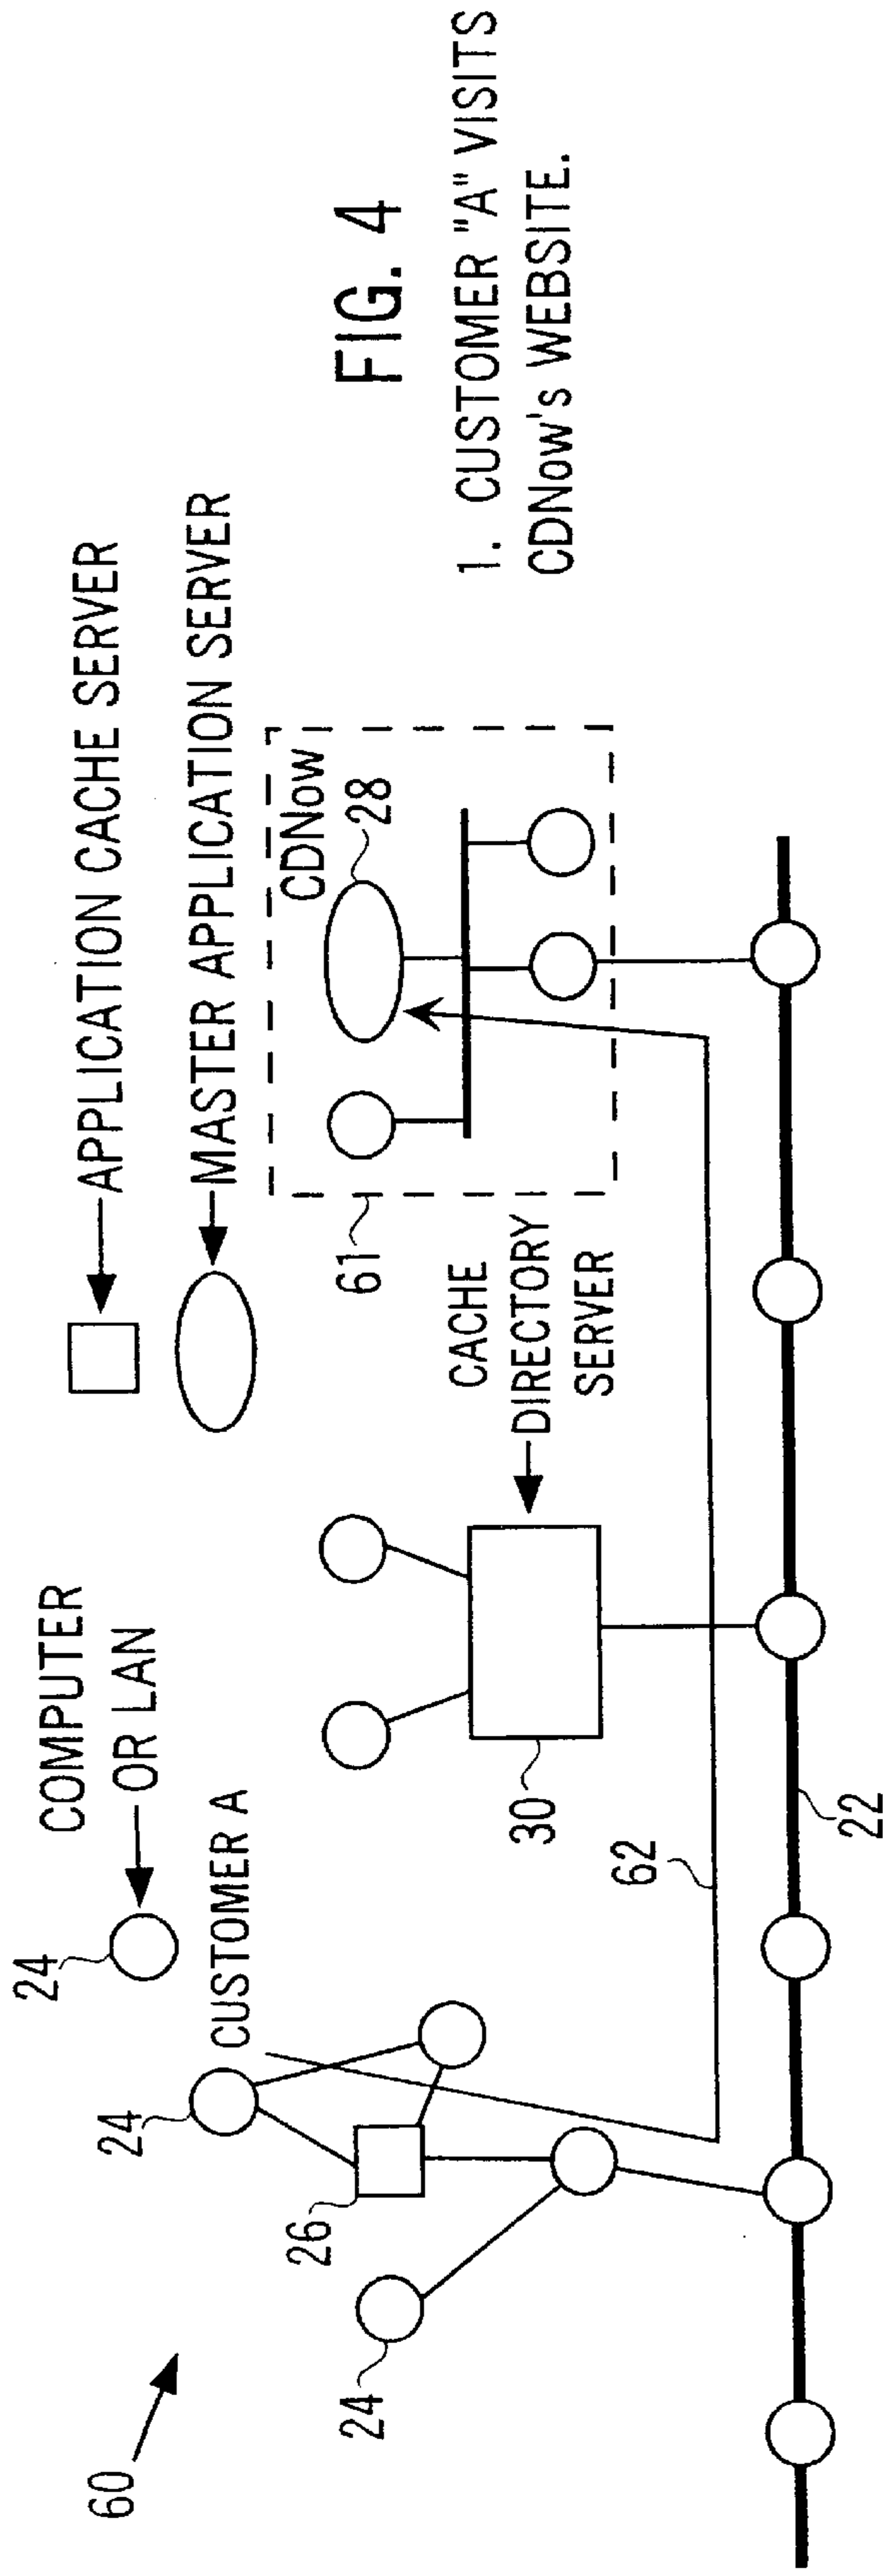 60
24
COMPUTER
OR LAN
APPLICATION CACHE SERVER
MASTER APPLICATION SERVER
24
CUSTOMER A
26
24
30
CACHE
DIRECTORY
SERVER
61
CDNow
28
62
22
FIG. 4
1. CUSTOMER "A" VISITS
CDNow's WEBSITE.